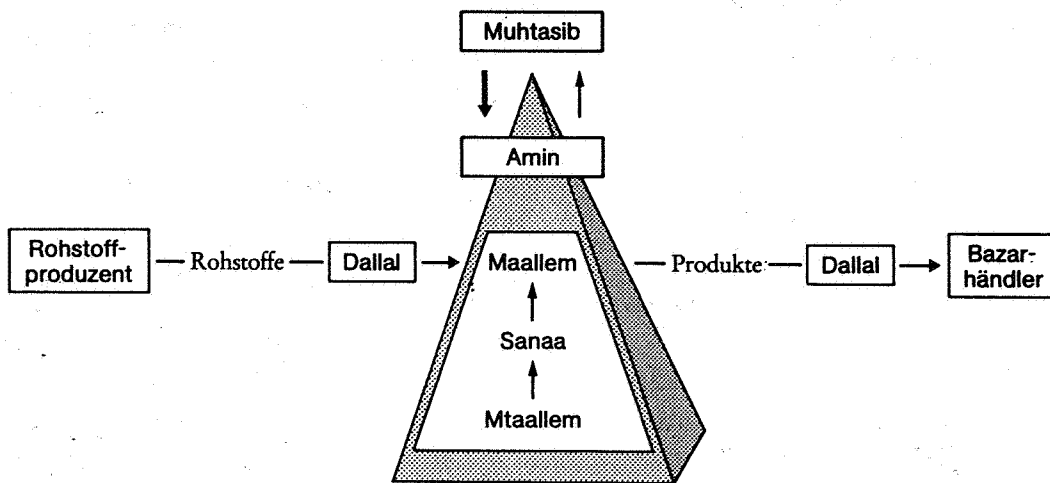 Muhtasib
Amin
Rohstoff-
produzent
Rohstoffe
Dallal
Maallem
Produkte
Dallal
Bazar-
händler
Sanaa
Mtaallem